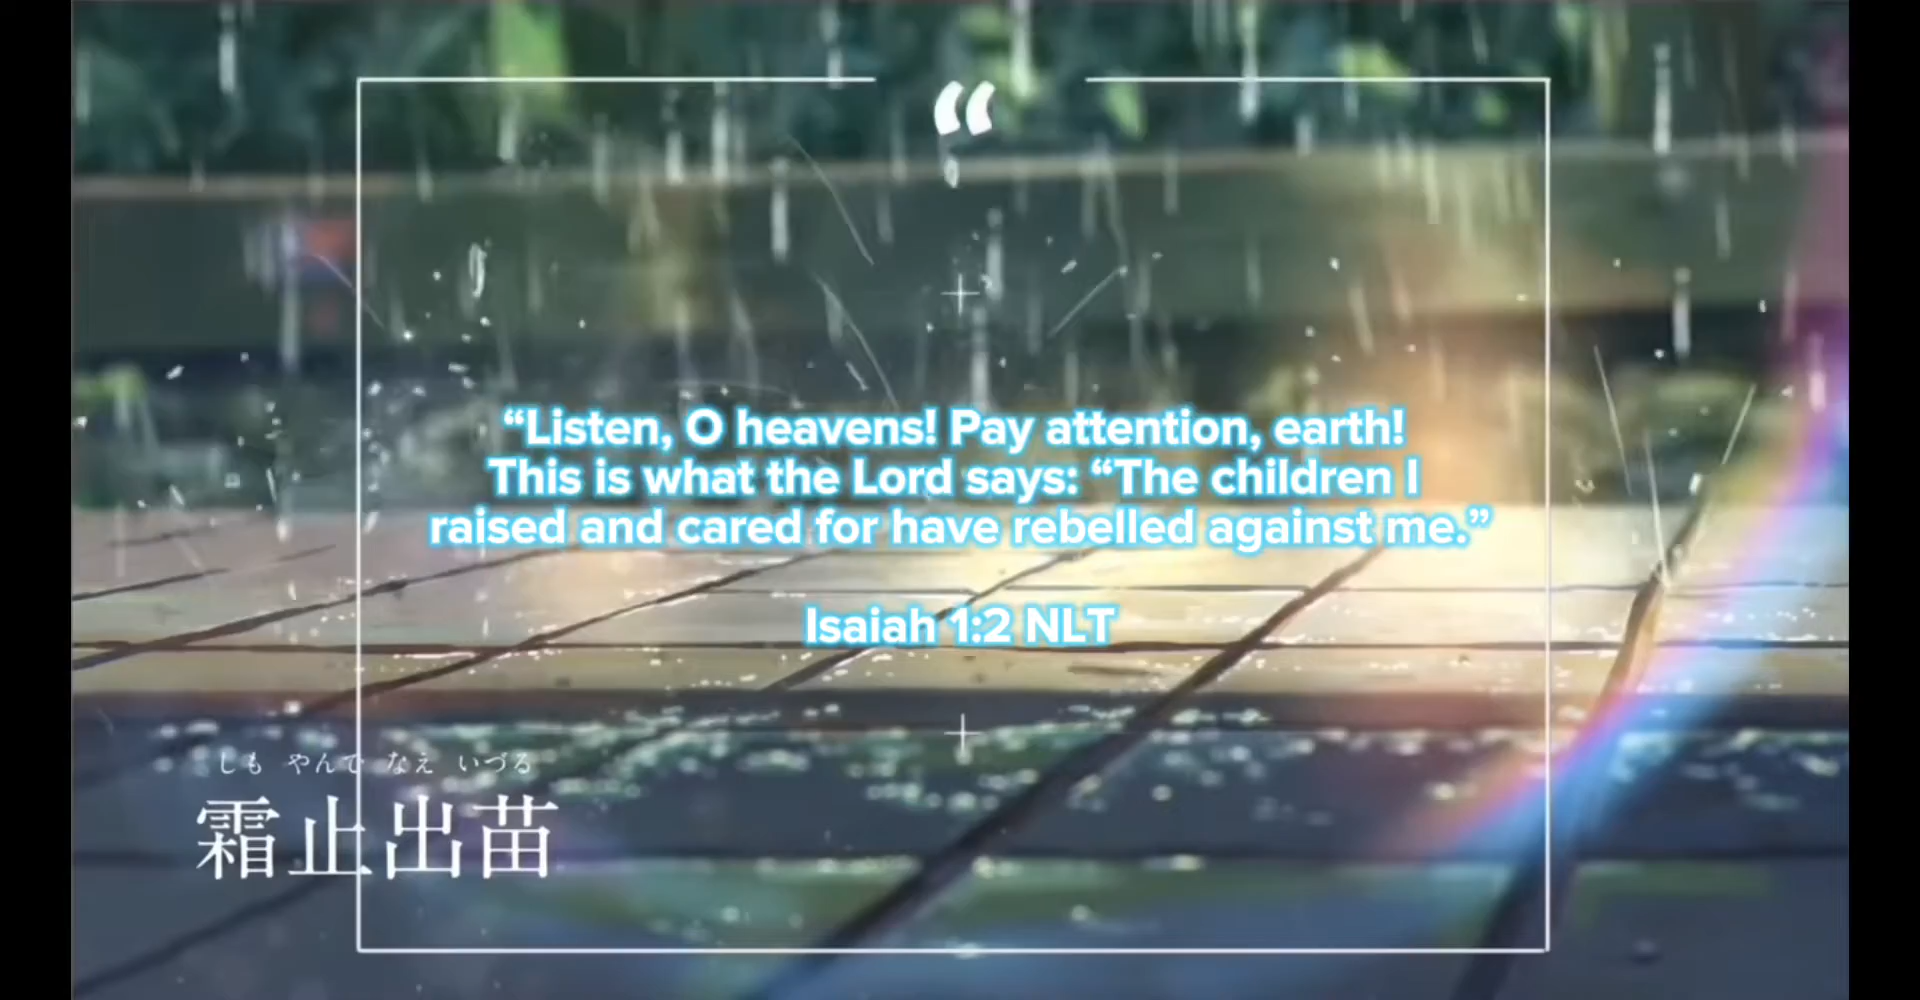 “
“Listen, O heavens! Pay attention, earth!
This is what the Lord says: “The children I
raised and cared for have rebelled against me.”
Isaiah 1:2 NLT
しも やんで なえ いづる
霜止出苗